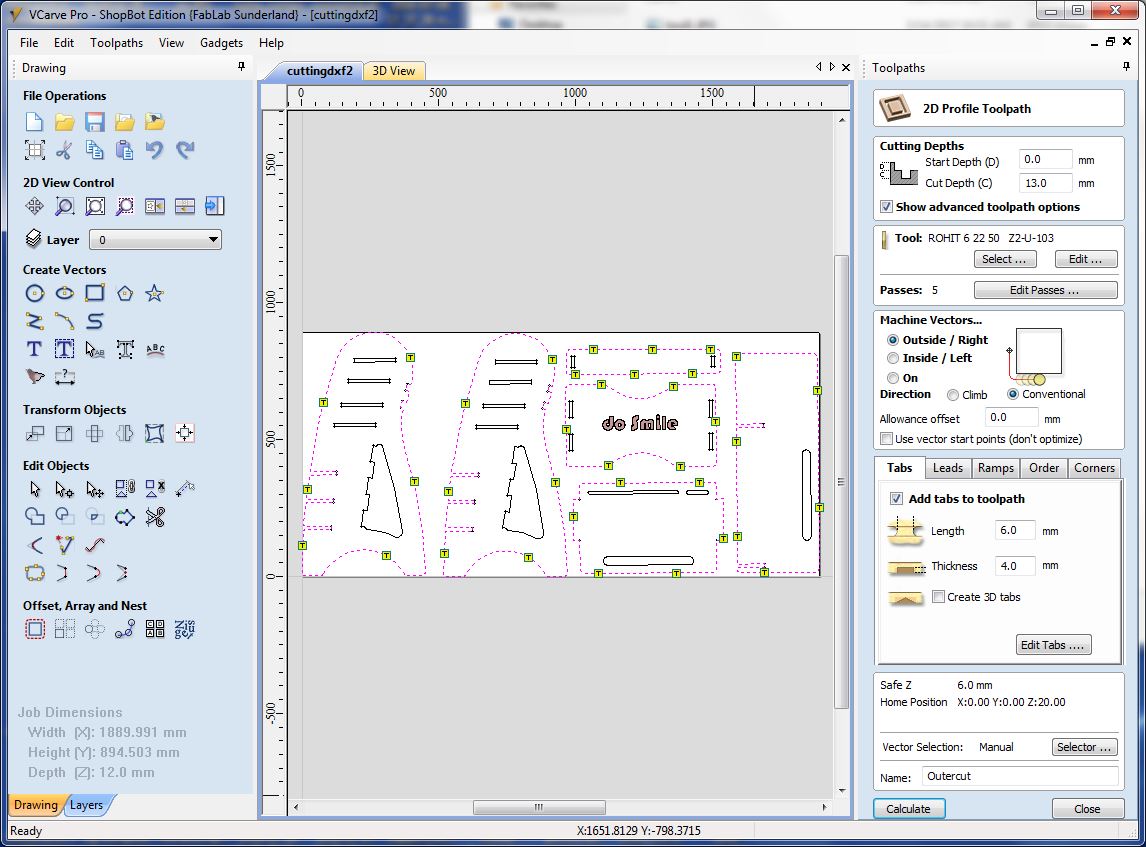 VCarve Pro - ShopBot Edition {FabLab Sunderland} - [cuttingdxf2]
File Edit Toolpaths View Gadgets Help
Drawing
File Operations
2D View Control
Layer 0
Create Vectors
Transform Objects
Edit Objects
Offset, Array and Nest
Job Dimensions
Width (X): 1889.991 mm
Height (Y): 894.503 mm
Depth (Z): 12.0 mm
Drawing Layers
Ready
cuttingdxf2 3D View
0 500 1000 1500
1500
1000
500
0
-500
do Smile
X:1651.8129 Y:-798.3715
Toolpaths
2D Profile Toolpath
Cutting Depths
Start Depth (D) 0.0 mm
Cut Depth (C) 13.0 mm
Show advanced toolpath options
Tool: ROHIT 6 22 50 Z2-U-103
Select ... Edit ...
Passes: 5 Edit Passes ...
Machine Vectors...
Outside / Right
Inside / Left
On
Direction Climb Conventional
Allowance offset 0.0 mm
Use vector start points (don't optimize)
Tabs Leads Ramps Order Corners
Add tabs to toolpath
Length 6.0 mm
Thickness 4.0 mm
Create 3D tabs
Edit Tabs ....
Safe Z 6.0 mm
Home Position X:0.00 Y:0.00 Z:20.00
Vector Selection: Manual Selector ...
Name: Outercut
Calculate Close